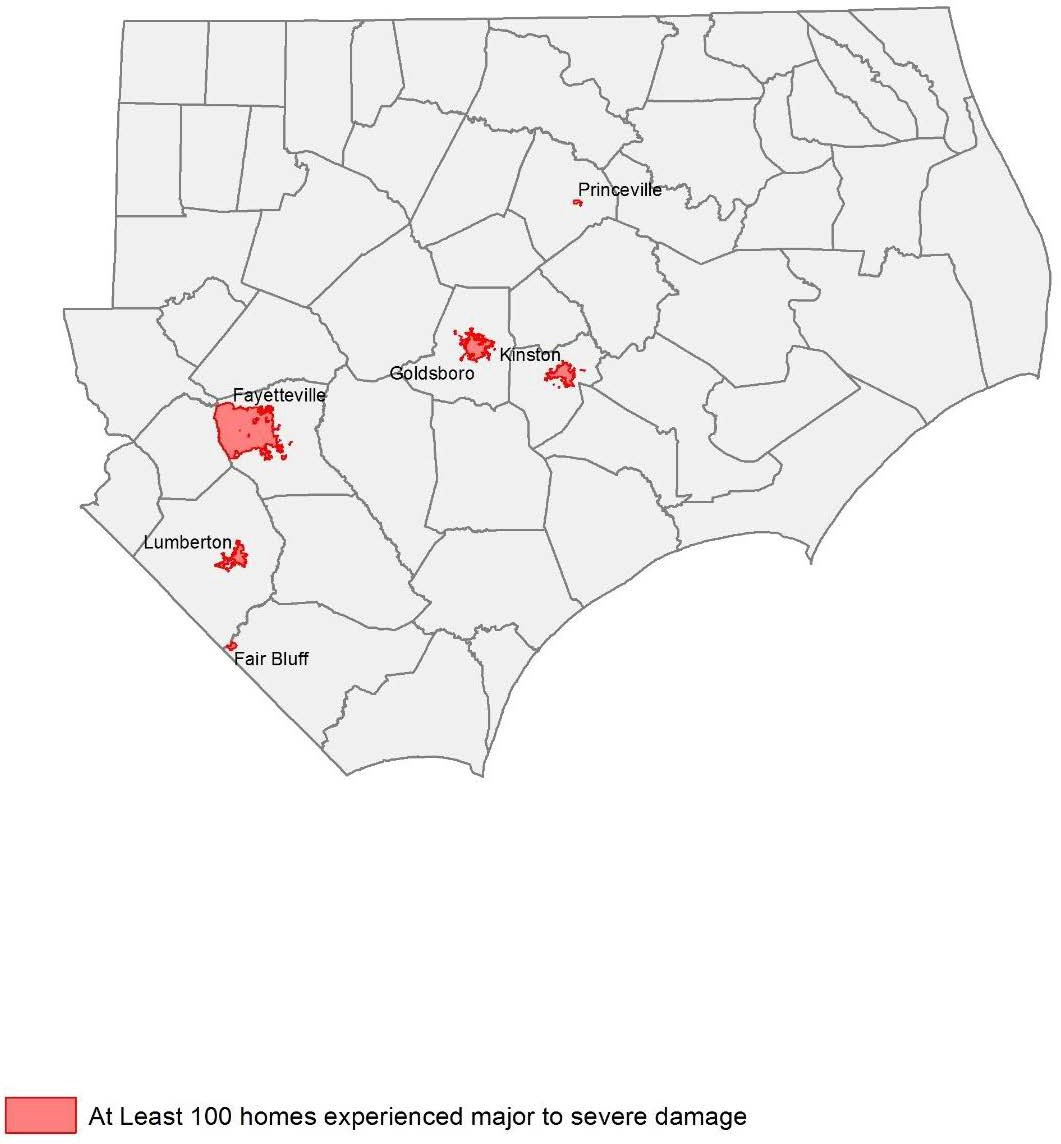 Princeville
Kinston
Goldsboro
Fayetteville
Lumberton
Fair Bluff
At Least 100 homes experienced major to severe damage